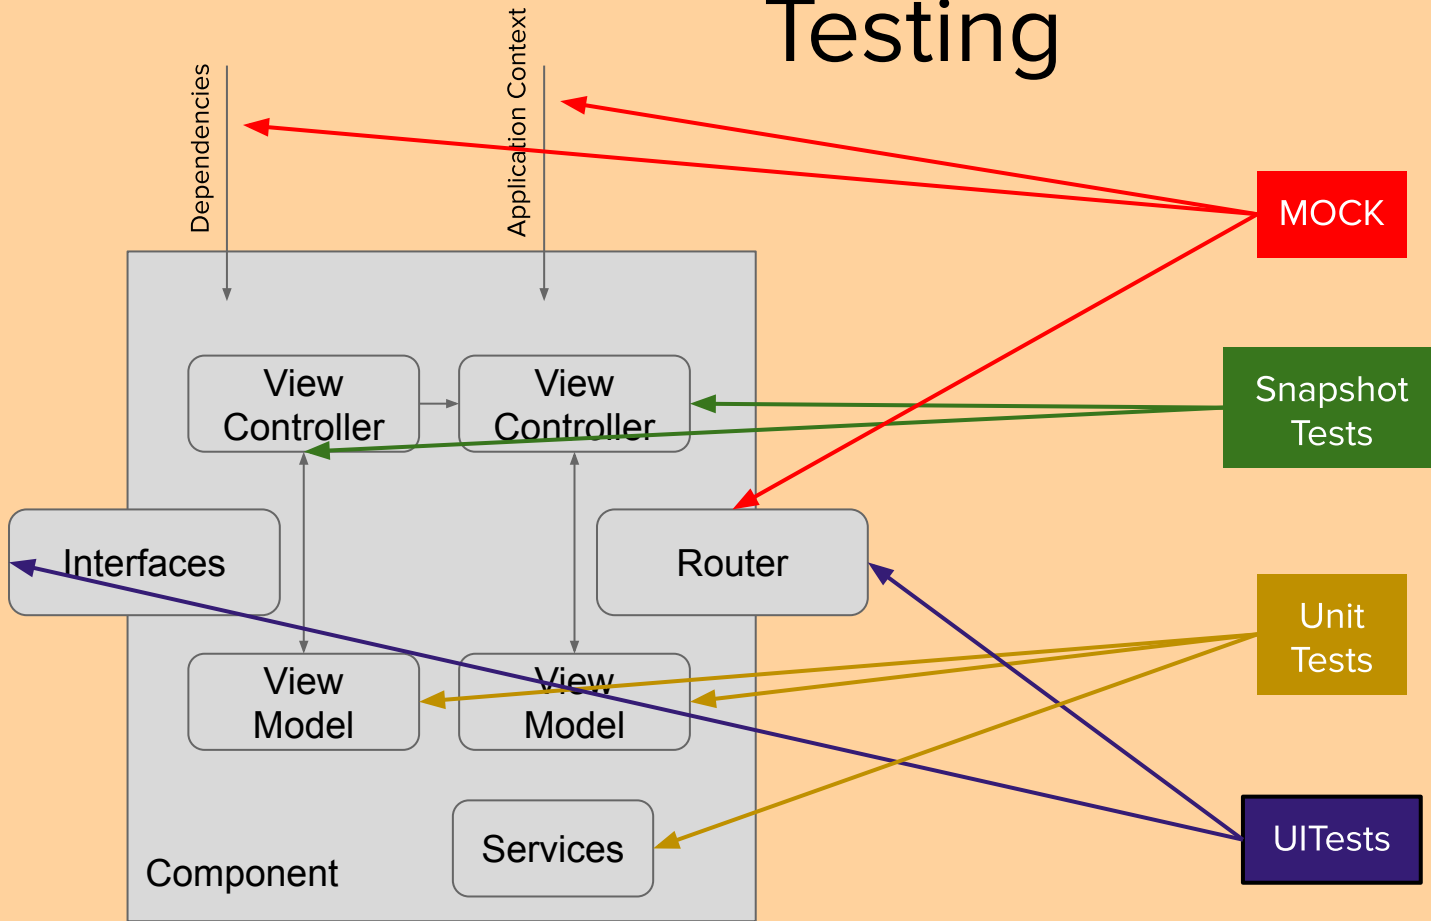 Testing
Dependencies
Application Context
MOCK
View
Controller
View
Controller
Snapshot
Tests
Interfaces
Router
Unit
Tests
View
Model
View
Model
Services
UITests
Component